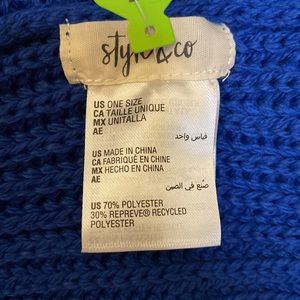 style&co
US ONE SIZE
CA TAILLE UNIQUE
MX UNITALLA
AE
قياس واحد
US MADE IN CHINA
CA FABRIQUÉ EN CHINE
MX HECHO EN CHINA
AE
صنع في الصين
US 70% POLYESTER
30% REPREVE® RECYCLED
POLYESTER